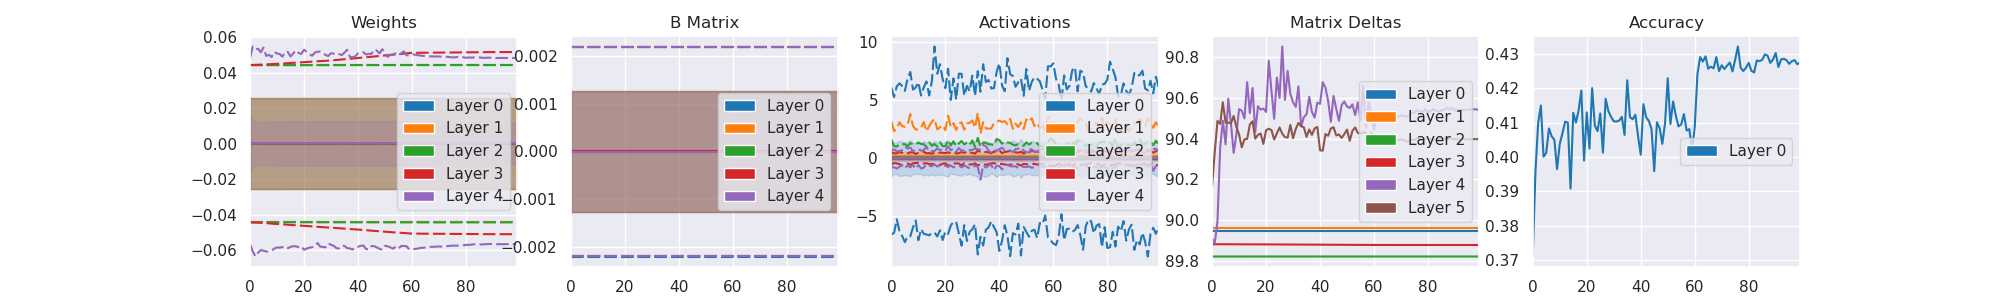 Weights
0.06
0.04
0.02
0.00
−0.02
−0.04
−0.06
0
20
40
60
80
Layer 0
Layer 1
Layer 2
Layer 3
Layer 4
B Matrix
0.002
0.001
0.000
−0.001
−0.002
0
20
40
60
80
Layer 0
Layer 1
Layer 2
Layer 3
Layer 4
Activations
10
5
0
−5
0
20
40
60
80
Layer 0
Layer 1
Layer 2
Layer 3
Layer 4
Matrix Deltas
90.8
90.6
90.4
90.2
90.0
89.8
0
20
40
60
80
Layer 0
Layer 1
Layer 2
Layer 3
Layer 4
Layer 5
Accuracy
0.43
0.42
0.41
0.40
0.39
0.38
0.37
0
20
40
60
80
Layer 0